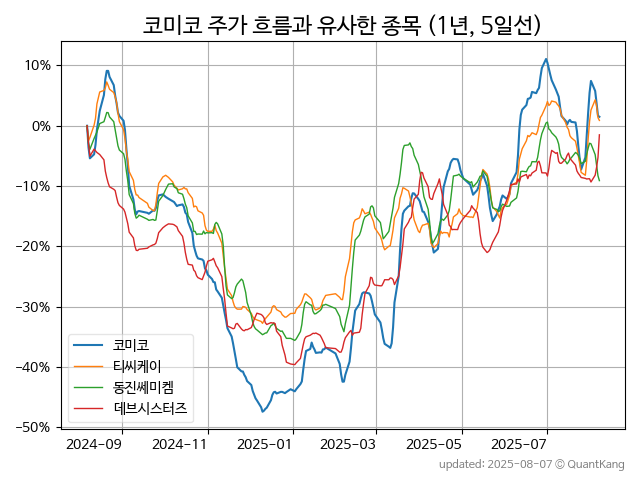 코미코 주가 흐름과 유사한 종목 (1년, 5일선)
10%
0%
−10%
−20%
−30%
−40%
−50%
코미코
티씨케이
동진쎄미켐
데브시스터즈
2024-09
2024-11
2025-01
2025-03
2025-05
2025-07
updated: 2025-08-07 © QuantKang